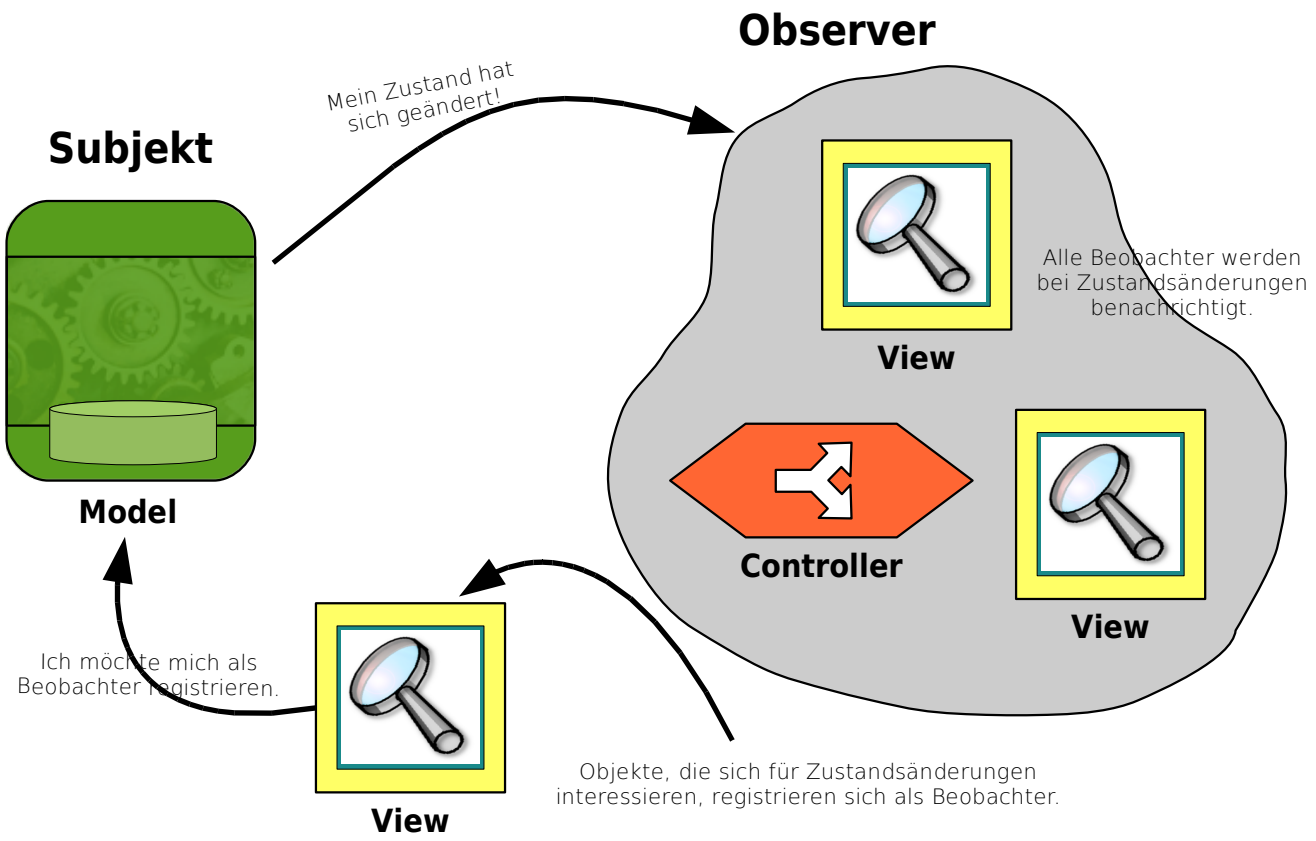 Observer
Mein Zustand hat
sich geändert!
Subjekt
Alle Beobachter werden
bei Zustandsänderungen
benachrichtigt.
View
Model
Controller
View
Ich möchte mich als
Beobachter registrieren.
Objekte, die sich für Zustandsänderungen
interessieren, registrieren sich als Beobachter.
View